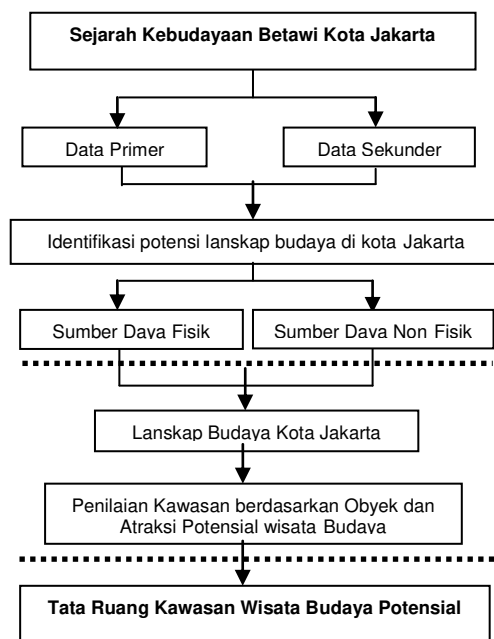 Sejarah Kebudayaan Betawi Kota Jakarta
Data Primer
Data Sekunder
Identifikasi potensi lanskap budaya di kota Jakarta
Sumber Daya Fisik
Sumber Daya Non Fisik
Lanskap Budaya Kota Jakarta
Penilaian Kawasan berdasarkan Obyek dan
Atraksi Potensial wisata Budaya
Tata Ruang Kawasan Wisata Budaya Potensial